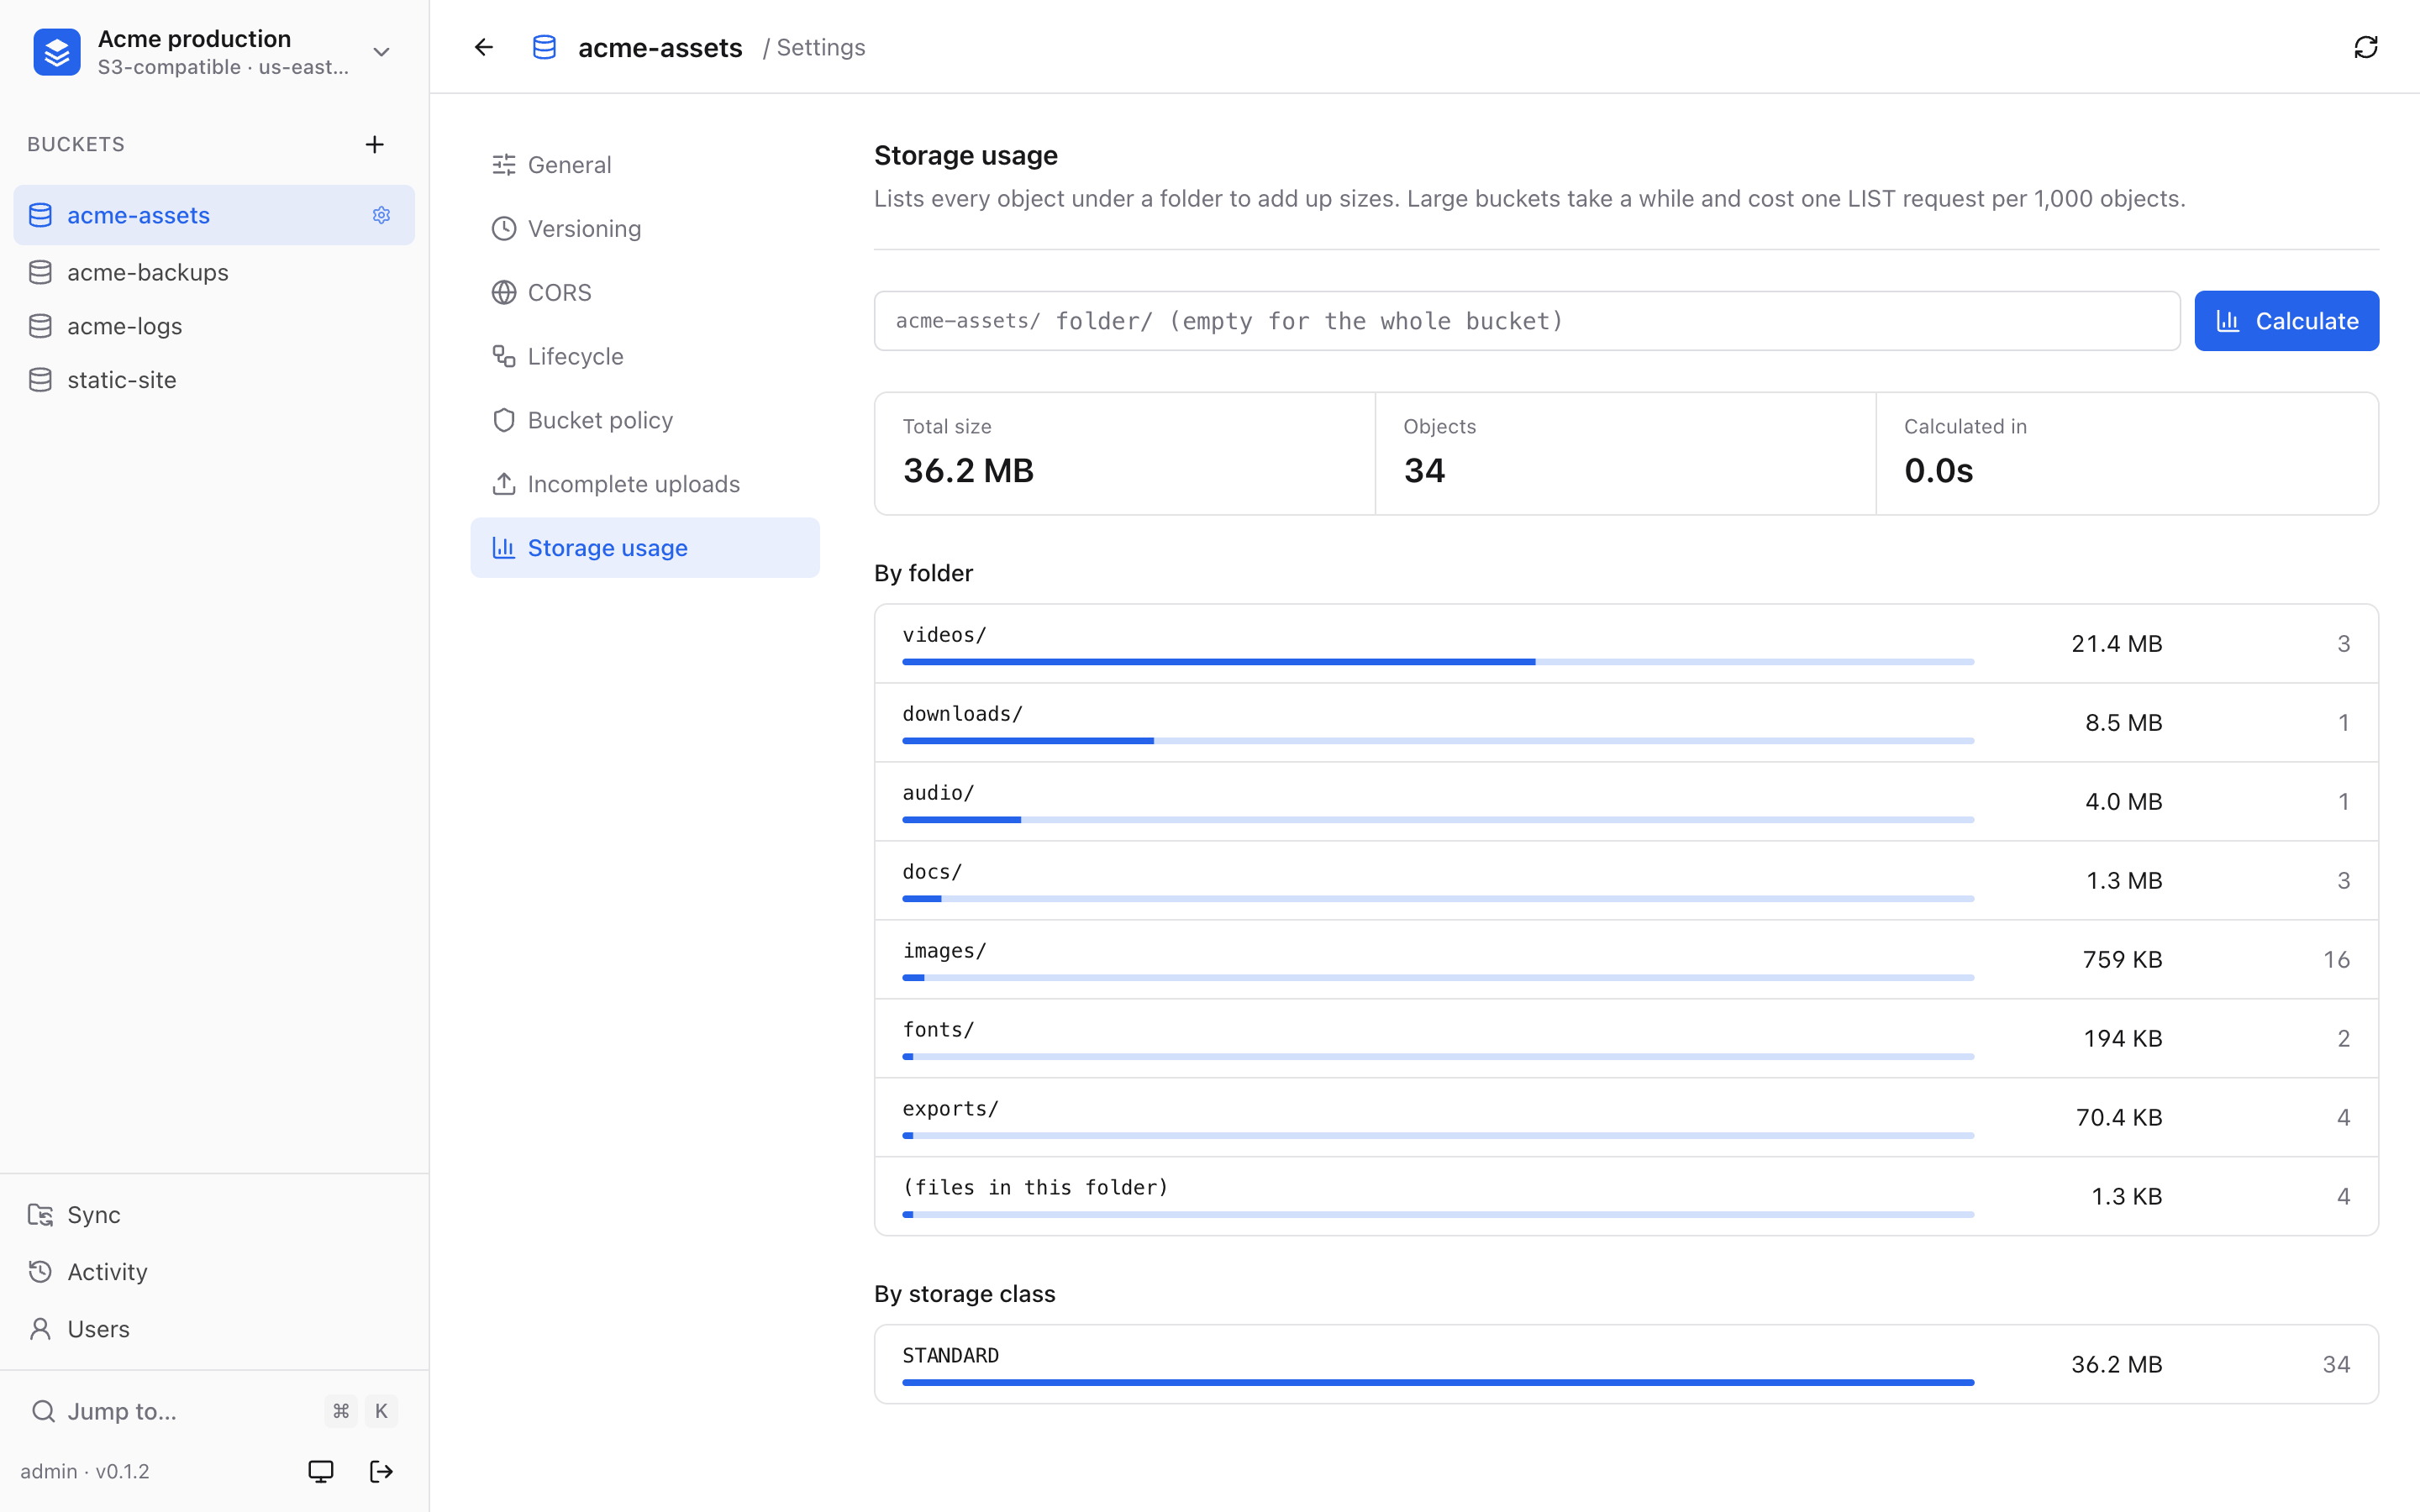 Acme production
S3-compatible · us-east...
BUCKETS
acme-assets
acme-backups
acme-logs
static-site
Sync
Activity
Users
Jump to...
⌘ K
admin · v0.1.2
acme-assets / Settings
General
Versioning
CORS
Lifecycle
Bucket policy
Incomplete uploads
Storage usage
Storage usage
Lists every object under a folder to add up sizes. Large buckets take a while and cost one LIST request per 1,000 objects.
acme-assets/ folder/ (empty for the whole bucket)
Calculate
Total size
36.2 MB
Objects
34
Calculated in
0.0s
By folder
videos/ 21.4 MB 3
downloads/ 8.5 MB 1
audio/ 4.0 MB 1
docs/ 1.3 MB 3
images/ 759 KB 16
fonts/ 194 KB 2
exports/ 70.4 KB 4
(files in this folder) 1.3 KB 4
By storage class
STANDARD 36.2 MB 34